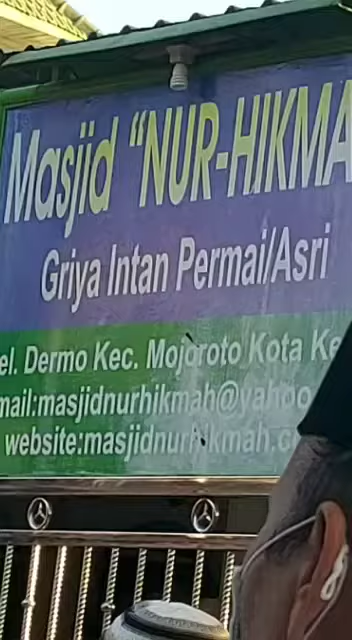 Masjid "NUR-HIKMA
Griya Intan Permai/Asri
el. Dermo Kec. Mojoroto Kota Ke
mail:masjidnurhikmah@yahoo
website:masjidnurhikmah.c